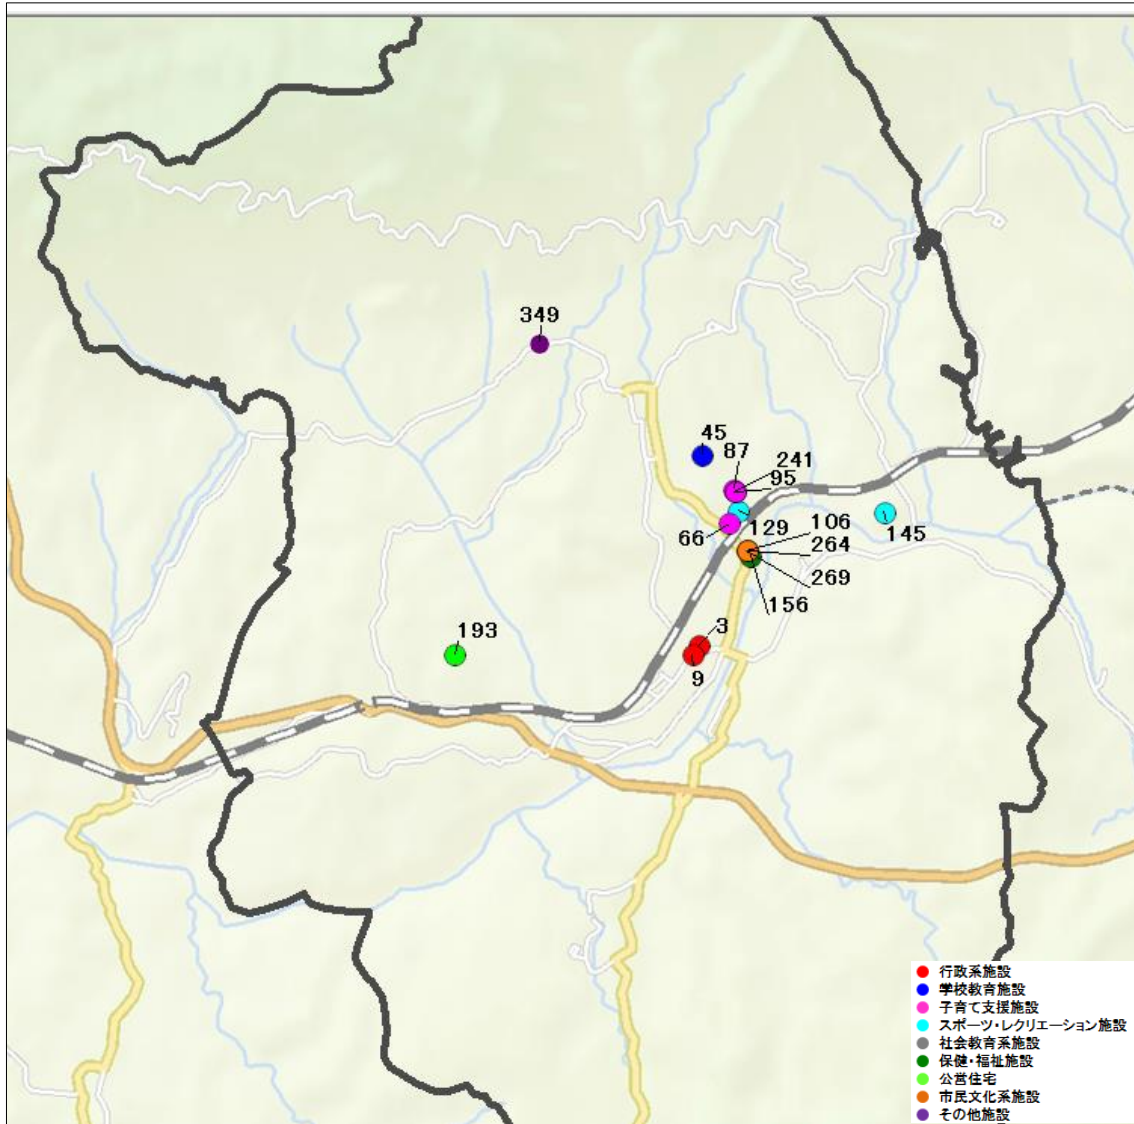 349
45
87
241
95
129
66
106
264
145
269
156
193
3
9
行政系施設
学校教育施設
子育て支援施設
スポーツ・レクリエーション施設
社会教育系施設
保健・福祉施設
公営住宅
市民文化系施設
その他施設